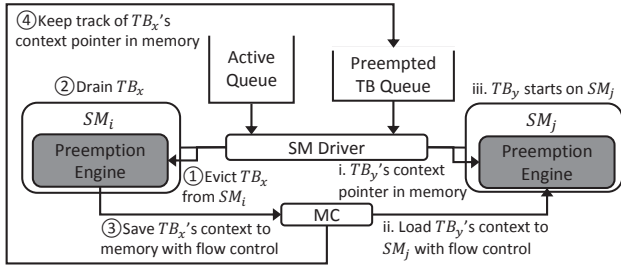 ④Keep track of TBx's
context pointer in memory
Active
Queue
Preempted
TB Queue
②Drain TBx
iii. TBy starts on SMj
SMi
SMj
Preemption
Engine
SM Driver
Preemption
Engine
①Evict TBx
from SMi
i. TBy's context
pointer in memory
MC
③Save TBx's context to
memory with flow control
ii. Load TBy's context to
SMj with flow control